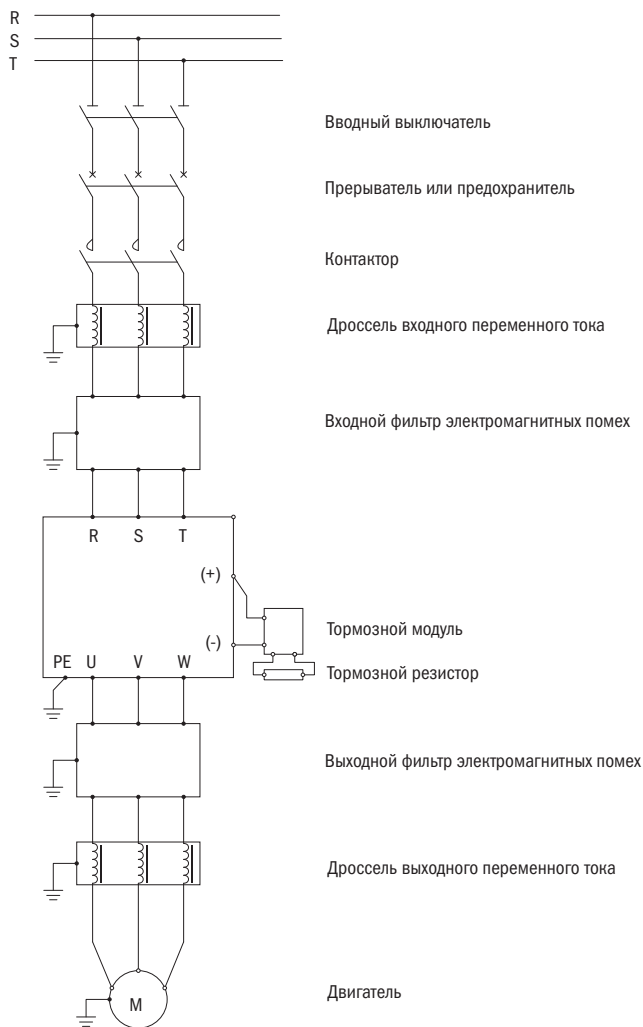 R
S
T
Вводный выключатель
Прерыватель или предохранитель
Контактор
Дроссель входного переменного тока
Входной фильтр электромагнитных помех
R S T
(+)
(-)
Тормозной модуль
PE U V W
Тормозной резистор
Выходной фильтр электромагнитных помех
Дроссель выходного переменного тока
M
Двигатель